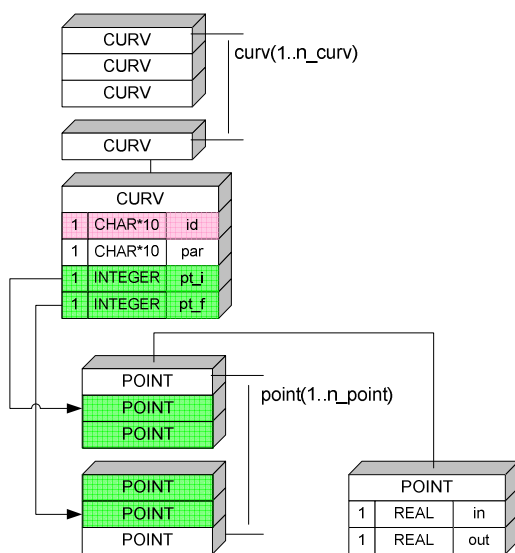 CURV
CURV
CURV
curv(1..n_curv)
CURV
CURV
1 CHAR*10 id
1 CHAR*10 par
1 INTEGER pt_i
1 INTEGER pt_f
POINT
POINT
POINT
point(1..n_point)
POINT
POINT
POINT
POINT
1 REAL in
1 REAL out